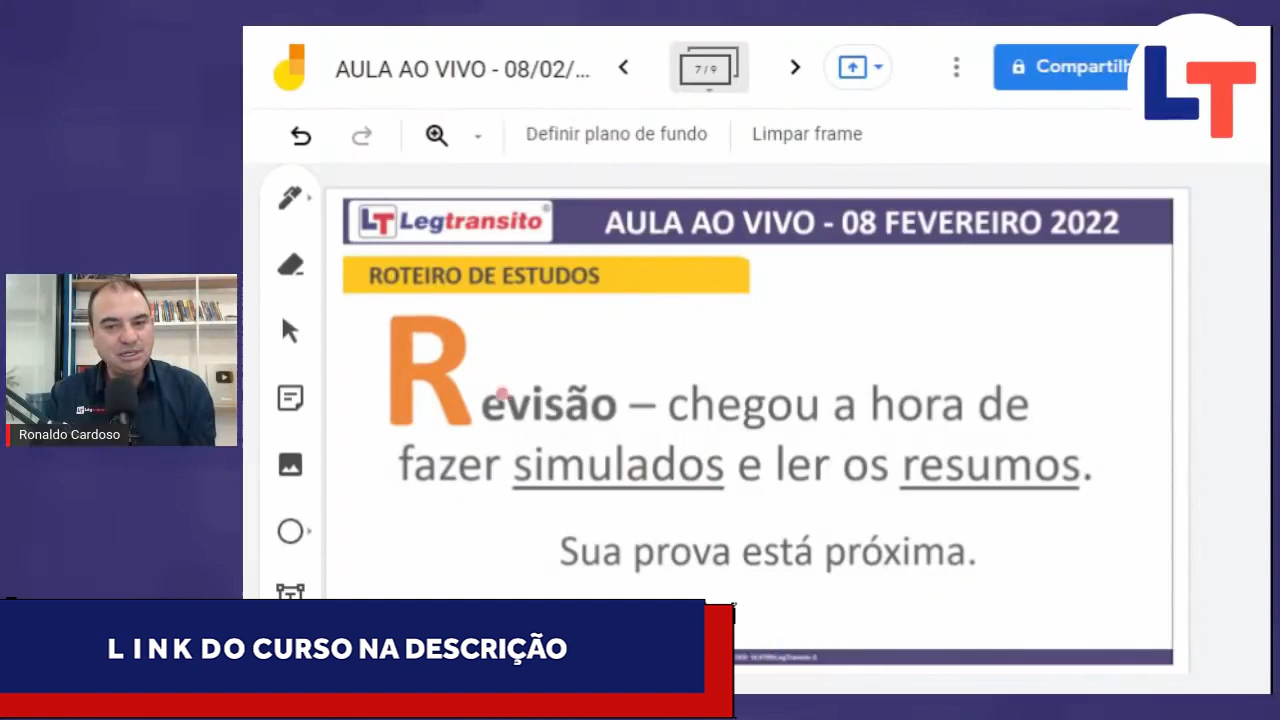 AULA AO VIVO - 08/02/...
7 / 9
Compartilh
LT
Definir plano de fundo
Limpar frame
LT Legtransito®
AULA AO VIVO - 08 FEVEREIRO 2022
ROTEIRO DE ESTUDOS
Revisão – chegou a hora de
fazer simulados e ler os resumos.
Sua prova está próxima.
Ronaldo Cardoso
LINK DO CURSO NA DESCRIÇÃO